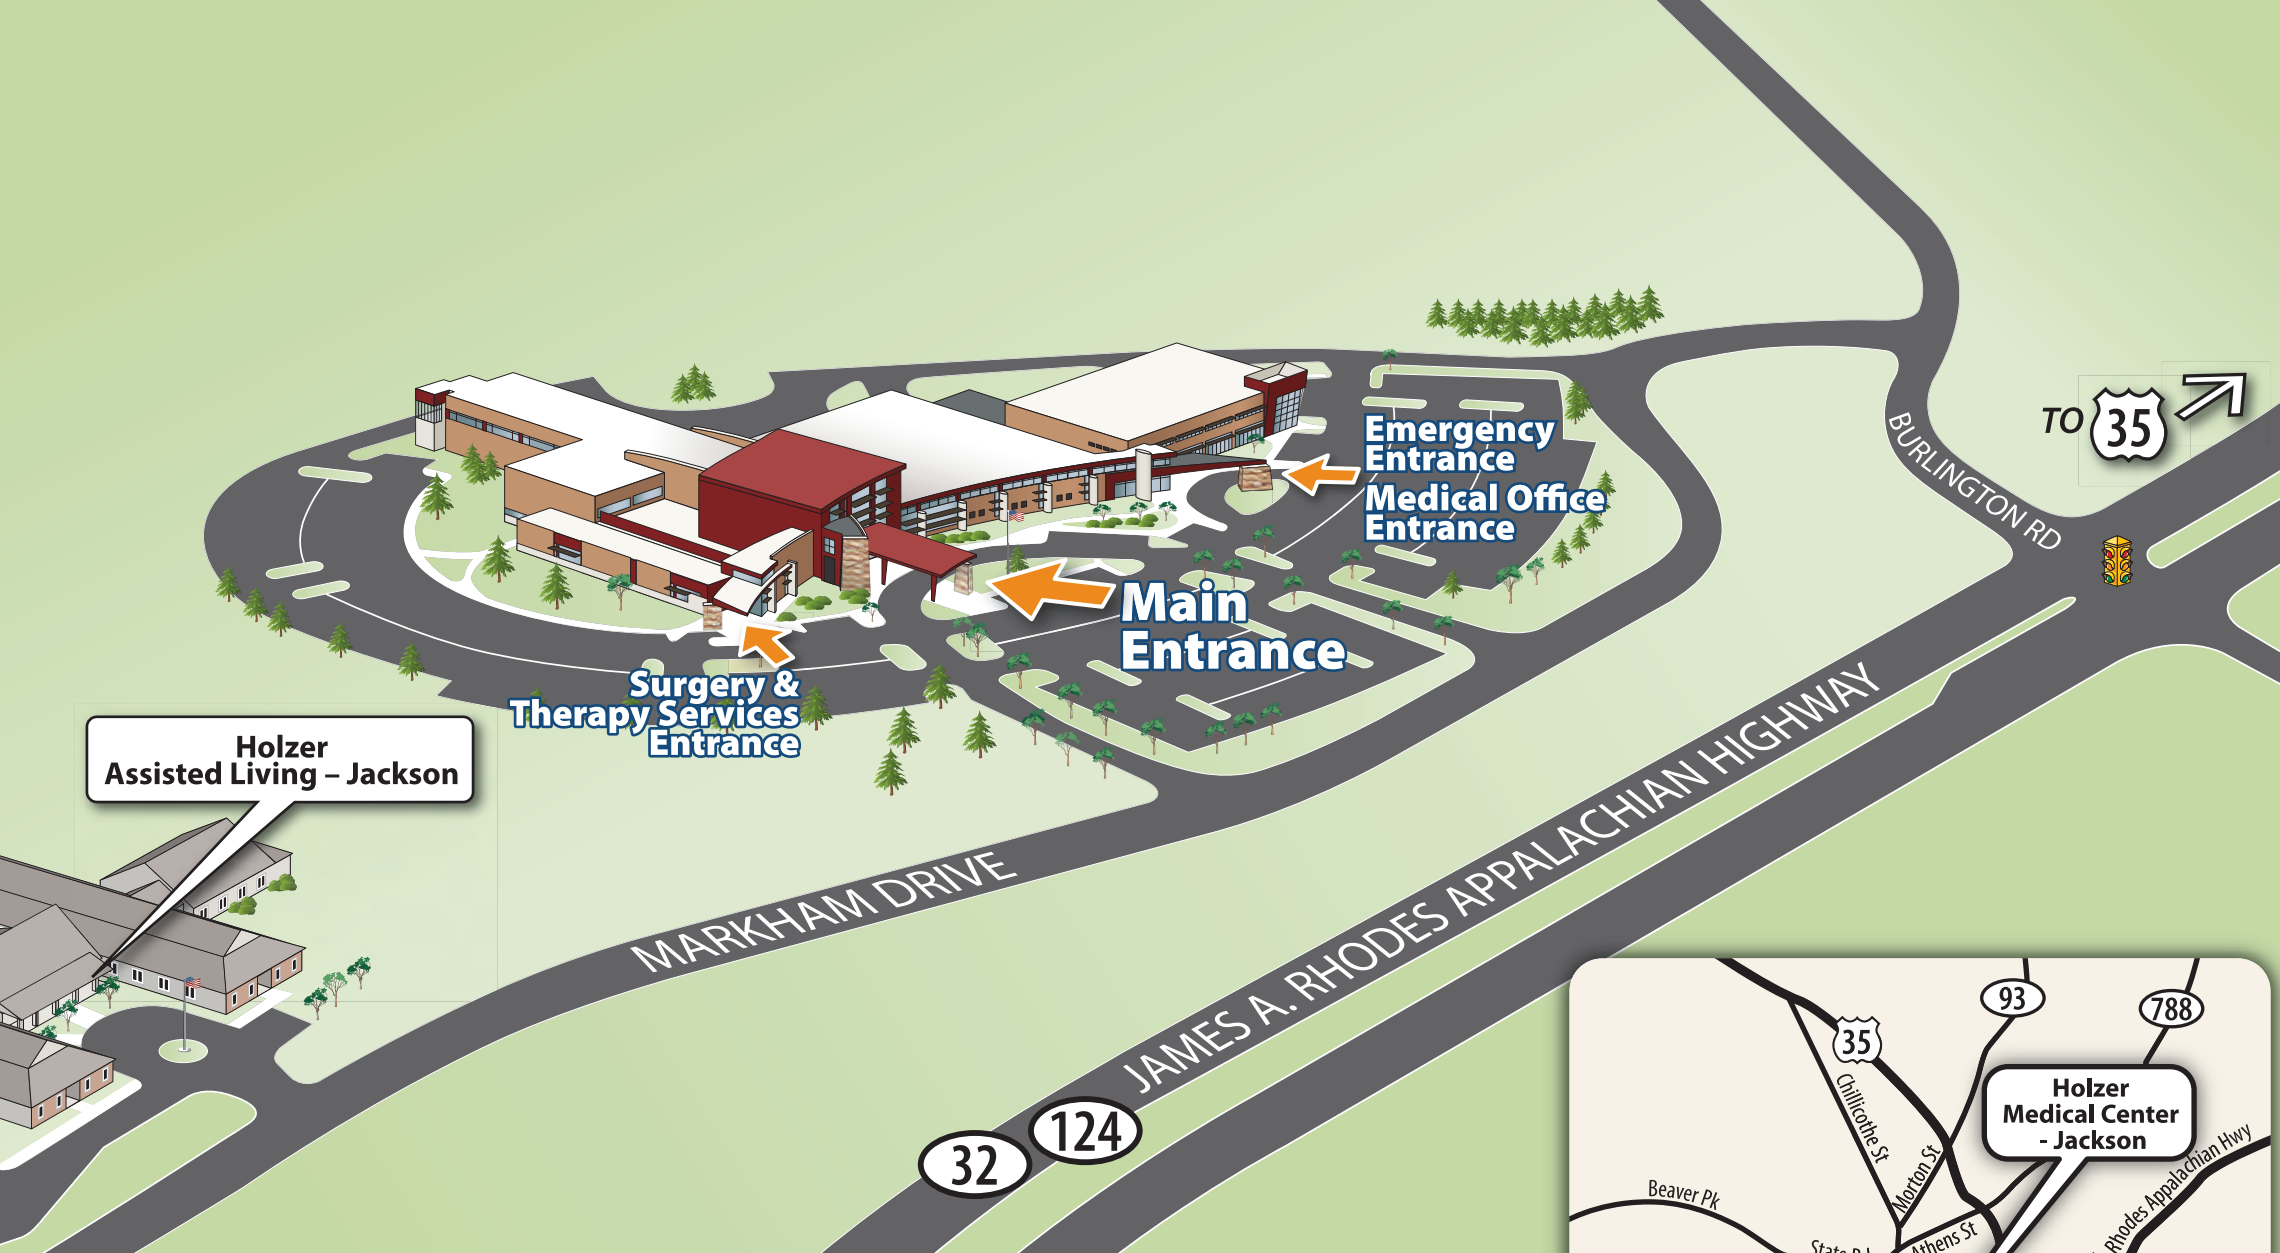 Emergency
Entrance
Medical Office
Entrance
TO 35
BURLINGTON RD
Main
Entrance
Surgery &
Therapy Services
Entrance
Holzer
Assisted Living – Jackson
MARKHAM DRIVE
JAMES A. RHODES APPALACHIAN HIGHWAY
32
124
93
788
35
Chillicothe St
Holzer
Medical Center
- Jackson
Morton St
Beaver Pk
Athens St
Rhodes Appalachian Hwy
State